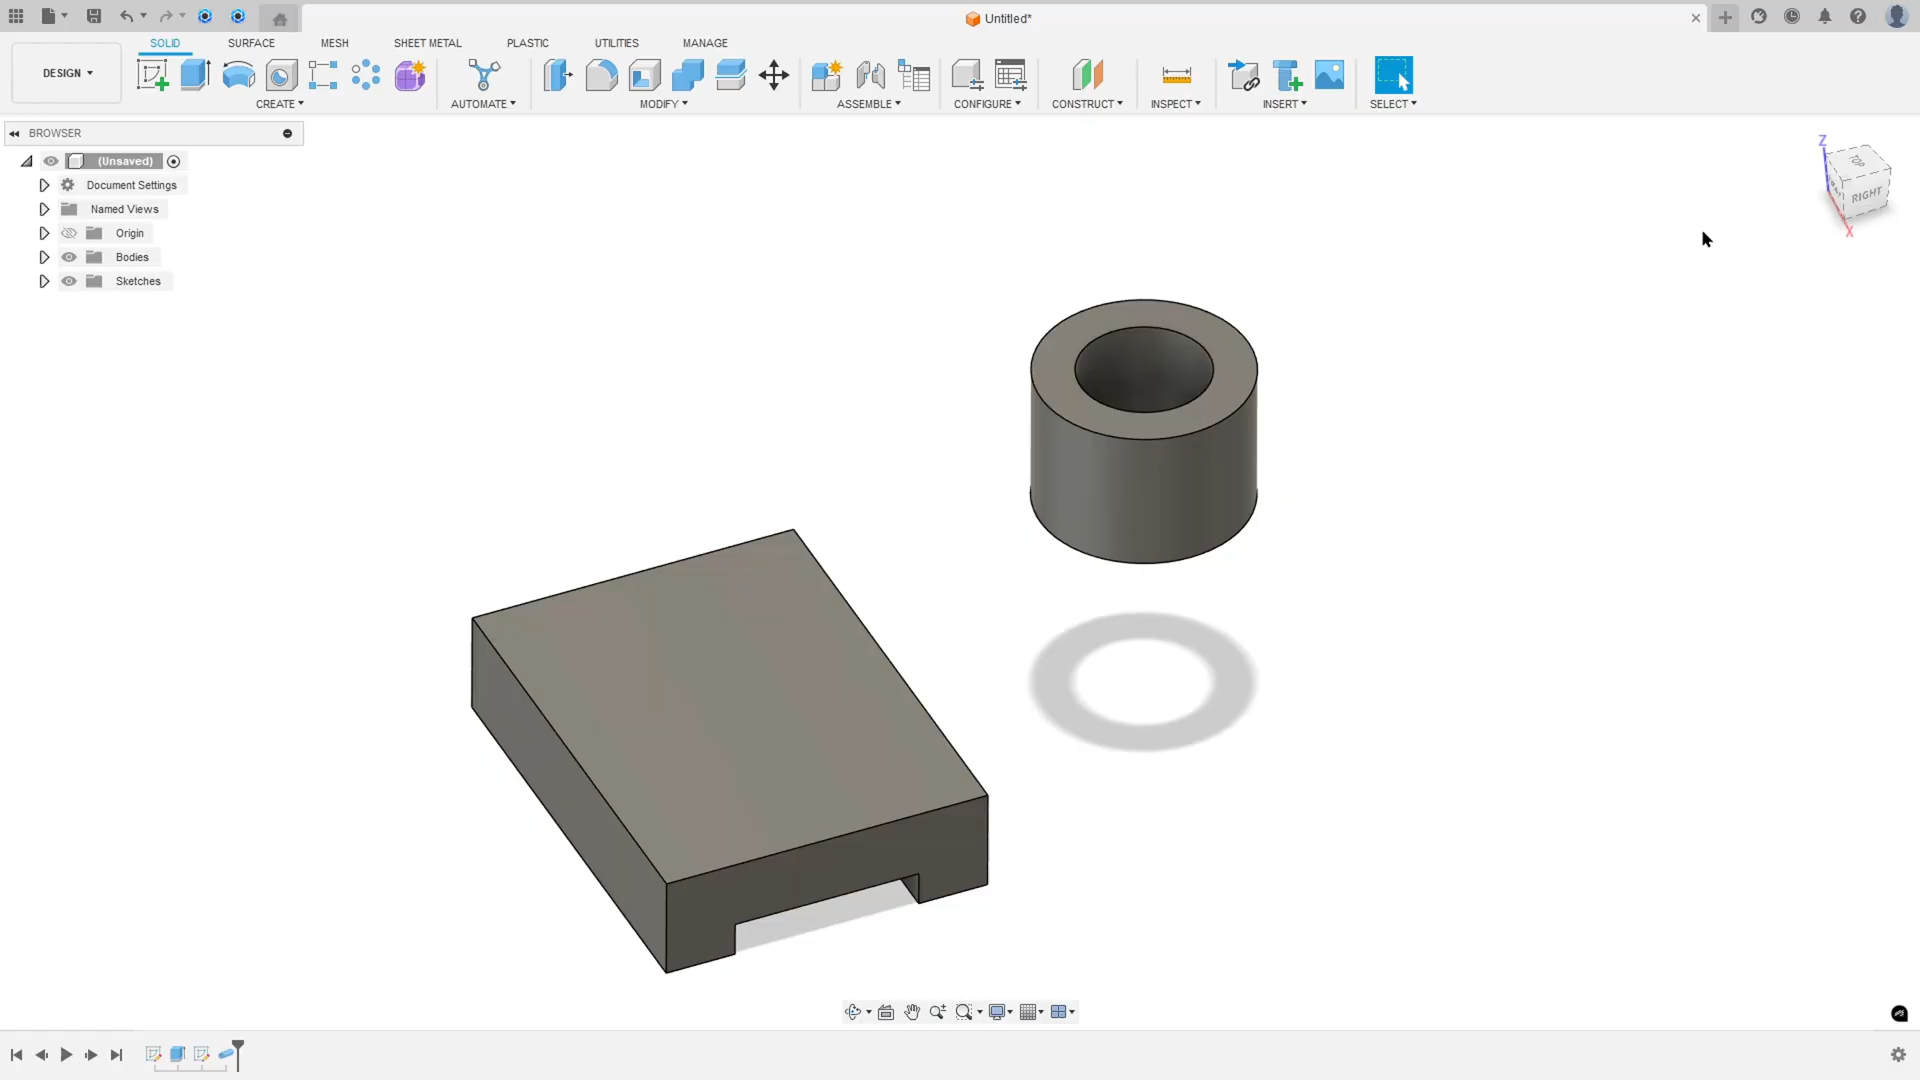 Untitled*
SOLID SURFACE MESH SHEET METAL PLASTIC UTILITIES MANAGE
DESIGN
CREATE AUTOMATE MODIFY ASSEMBLE CONFIGURE CONSTRUCT INSPECT INSERT SELECT
BROWSER
(Unsaved)
Document Settings
Named Views
Origin
Bodies
Sketches
Z
TOP
RIGHT
X